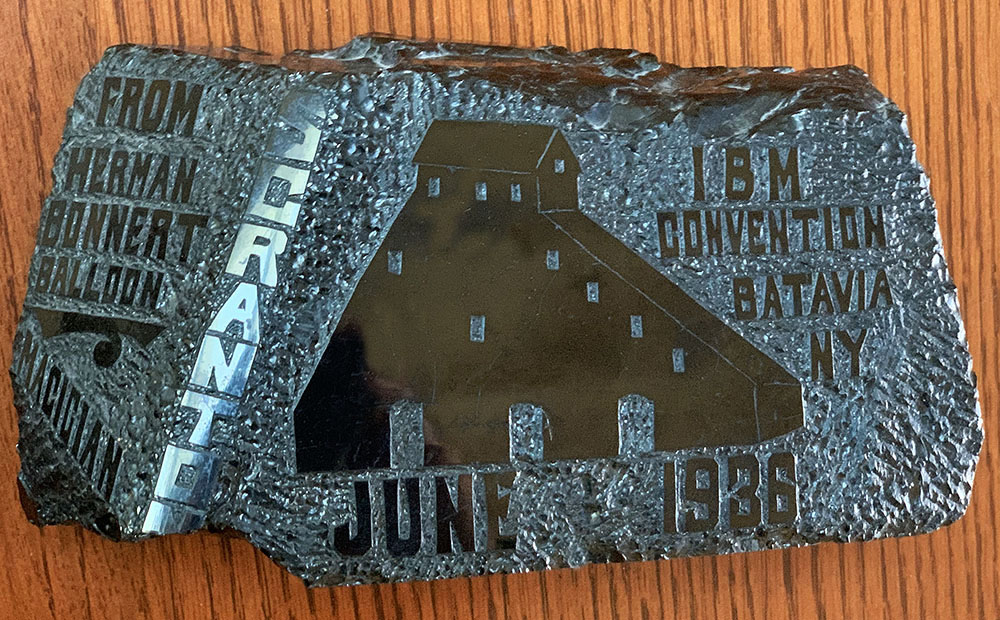 FROM
HERMAN
BONNERT
BALLOON
MAGICIAN
SCRANTON
IBM
CONVENTION
BATAVIA
NY
JUNE 1936